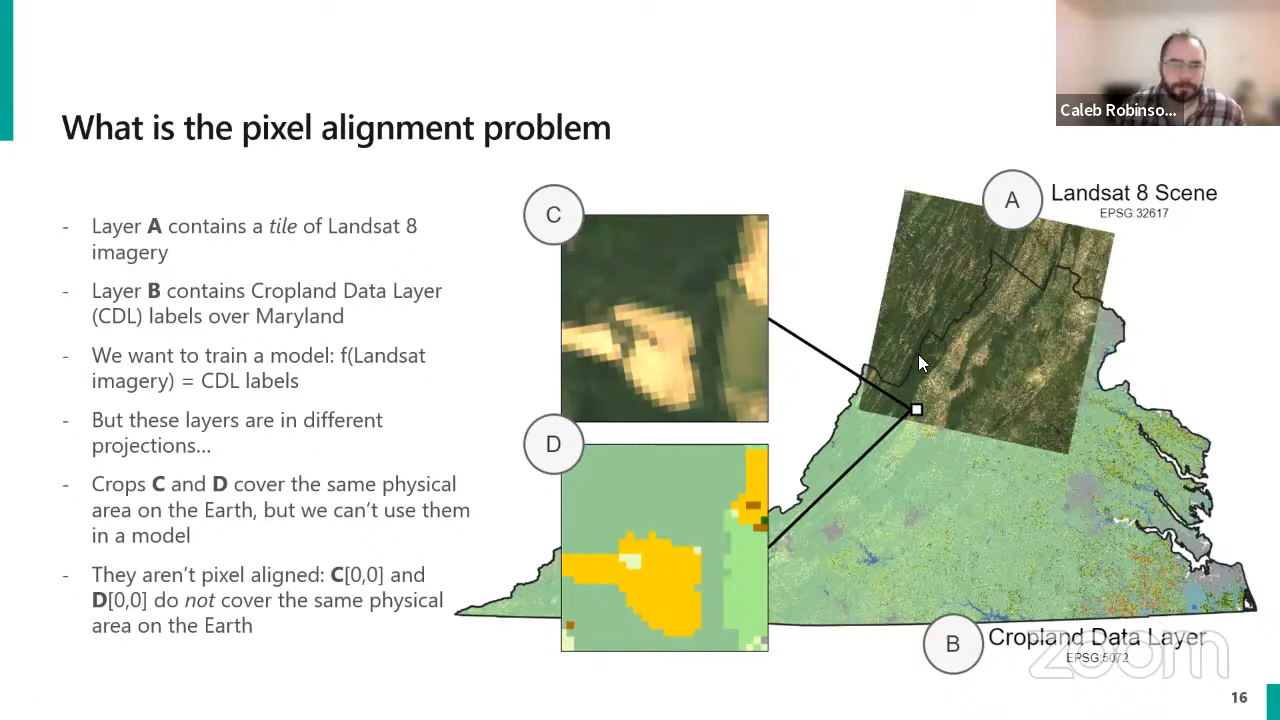 Caleb Robinso...
What is the pixel alignment problem
- Layer A contains a tile of Landsat 8
imagery
- Layer B contains Cropland Data Layer
(CDL) labels over Maryland
- We want to train a model: f(Landsat
imagery) = CDL labels
- But these layers are in different
projections...
- Crops C and D cover the same physical
area on the Earth, but we can't use them
in a model
- They aren't pixel aligned: C[0,0] and
D[0,0] do not cover the same physical
area on the Earth
C
D
A
Landsat 8 Scene
EPSG:32617
B
Cropland Data Layer
EPSG:5072
zoom
16